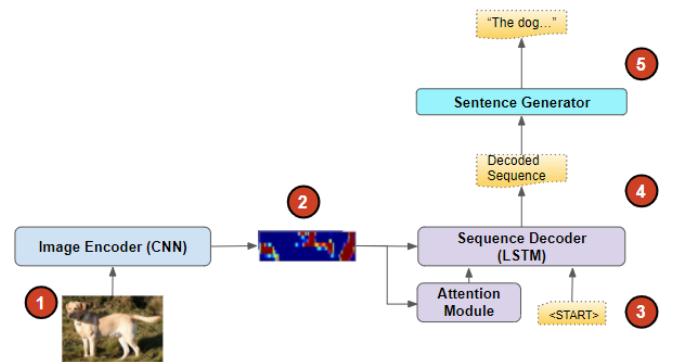 “The dog…”
5
Sentence Generator
Decoded
Sequence
4
2
Image Encoder (CNN)
Sequence Decoder
(LSTM)
1
Attention
Module
<START>
3